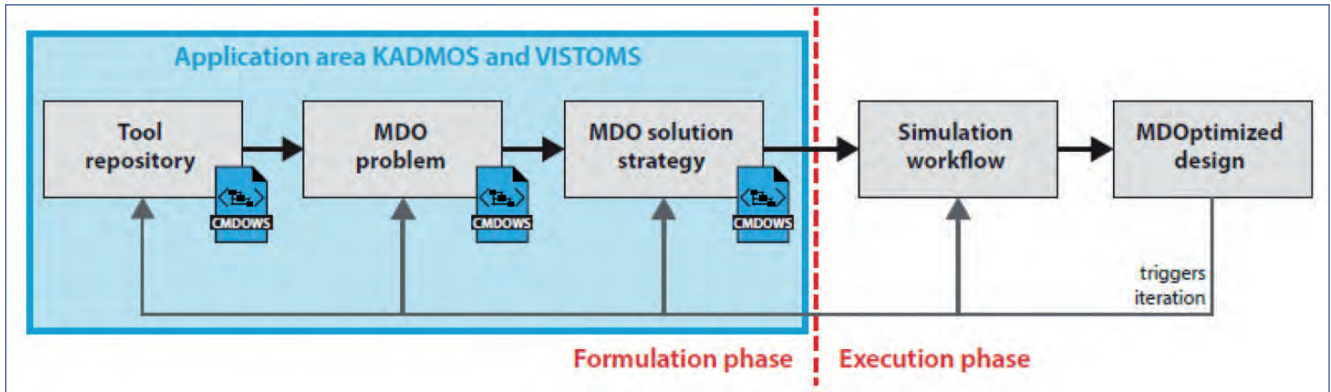 Application area KADMOS and VISTOMS
Tool
repository
MDO
problem
MDO solution
strategy
Simulation
workflow
MDOptimized
design
CMDOWS
CMDOWS
CMDOWS
triggers
iteration
Formulation phase
Execution phase